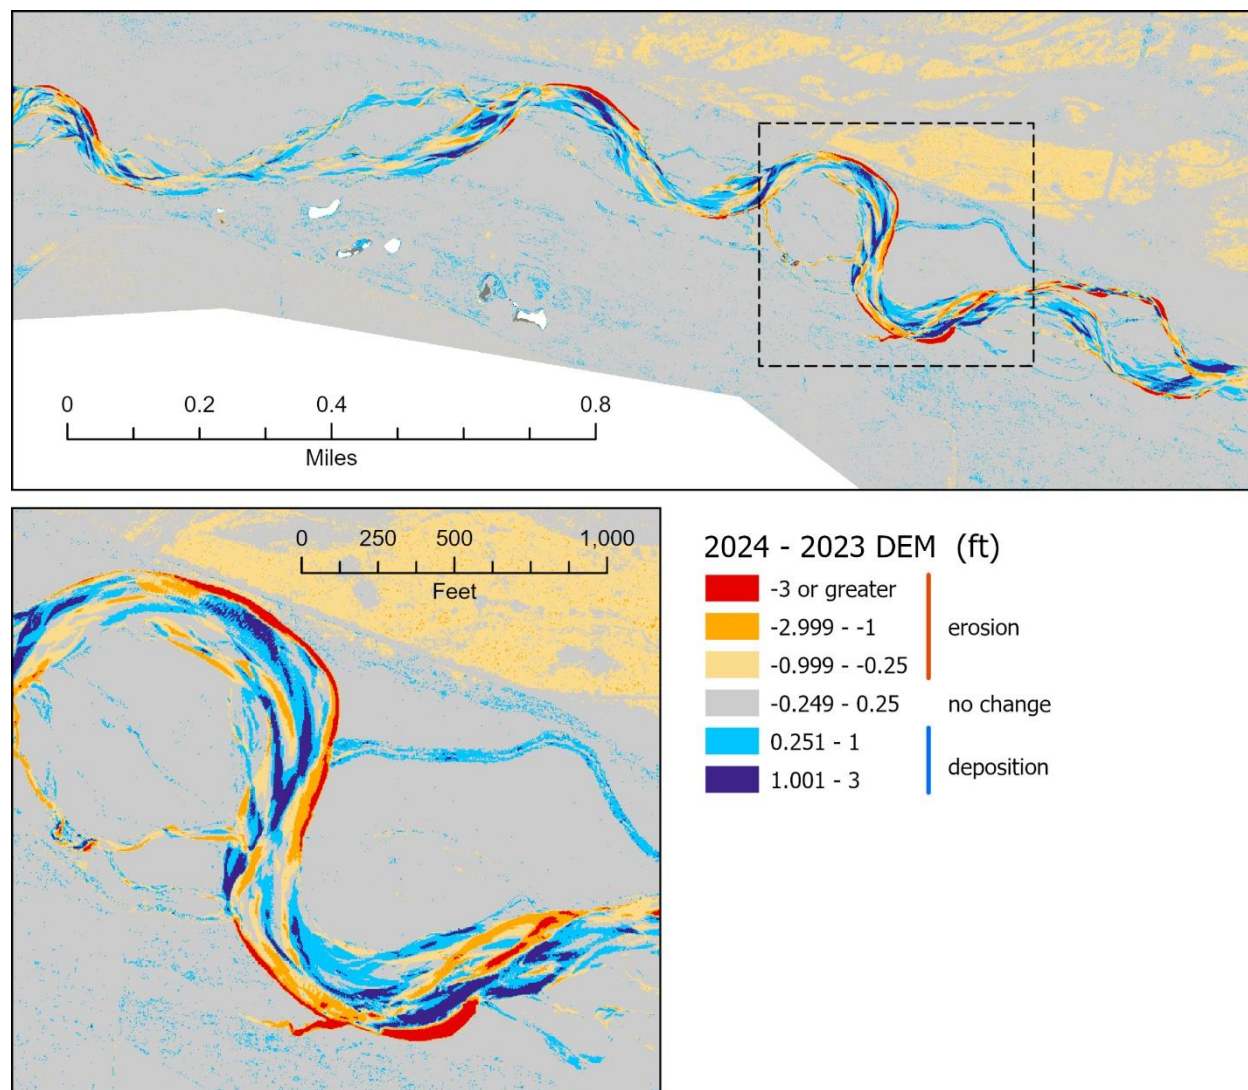 0 0.2 0.4 0.8
Miles
0 250 500 1,000
Feet
2024 - 2023 DEM (ft)
-3 or greater
-2.999 - -1
erosion
-0.999 - -0.25
-0.249 - 0.25 no change
0.251 - 1
deposition
1.001 - 3